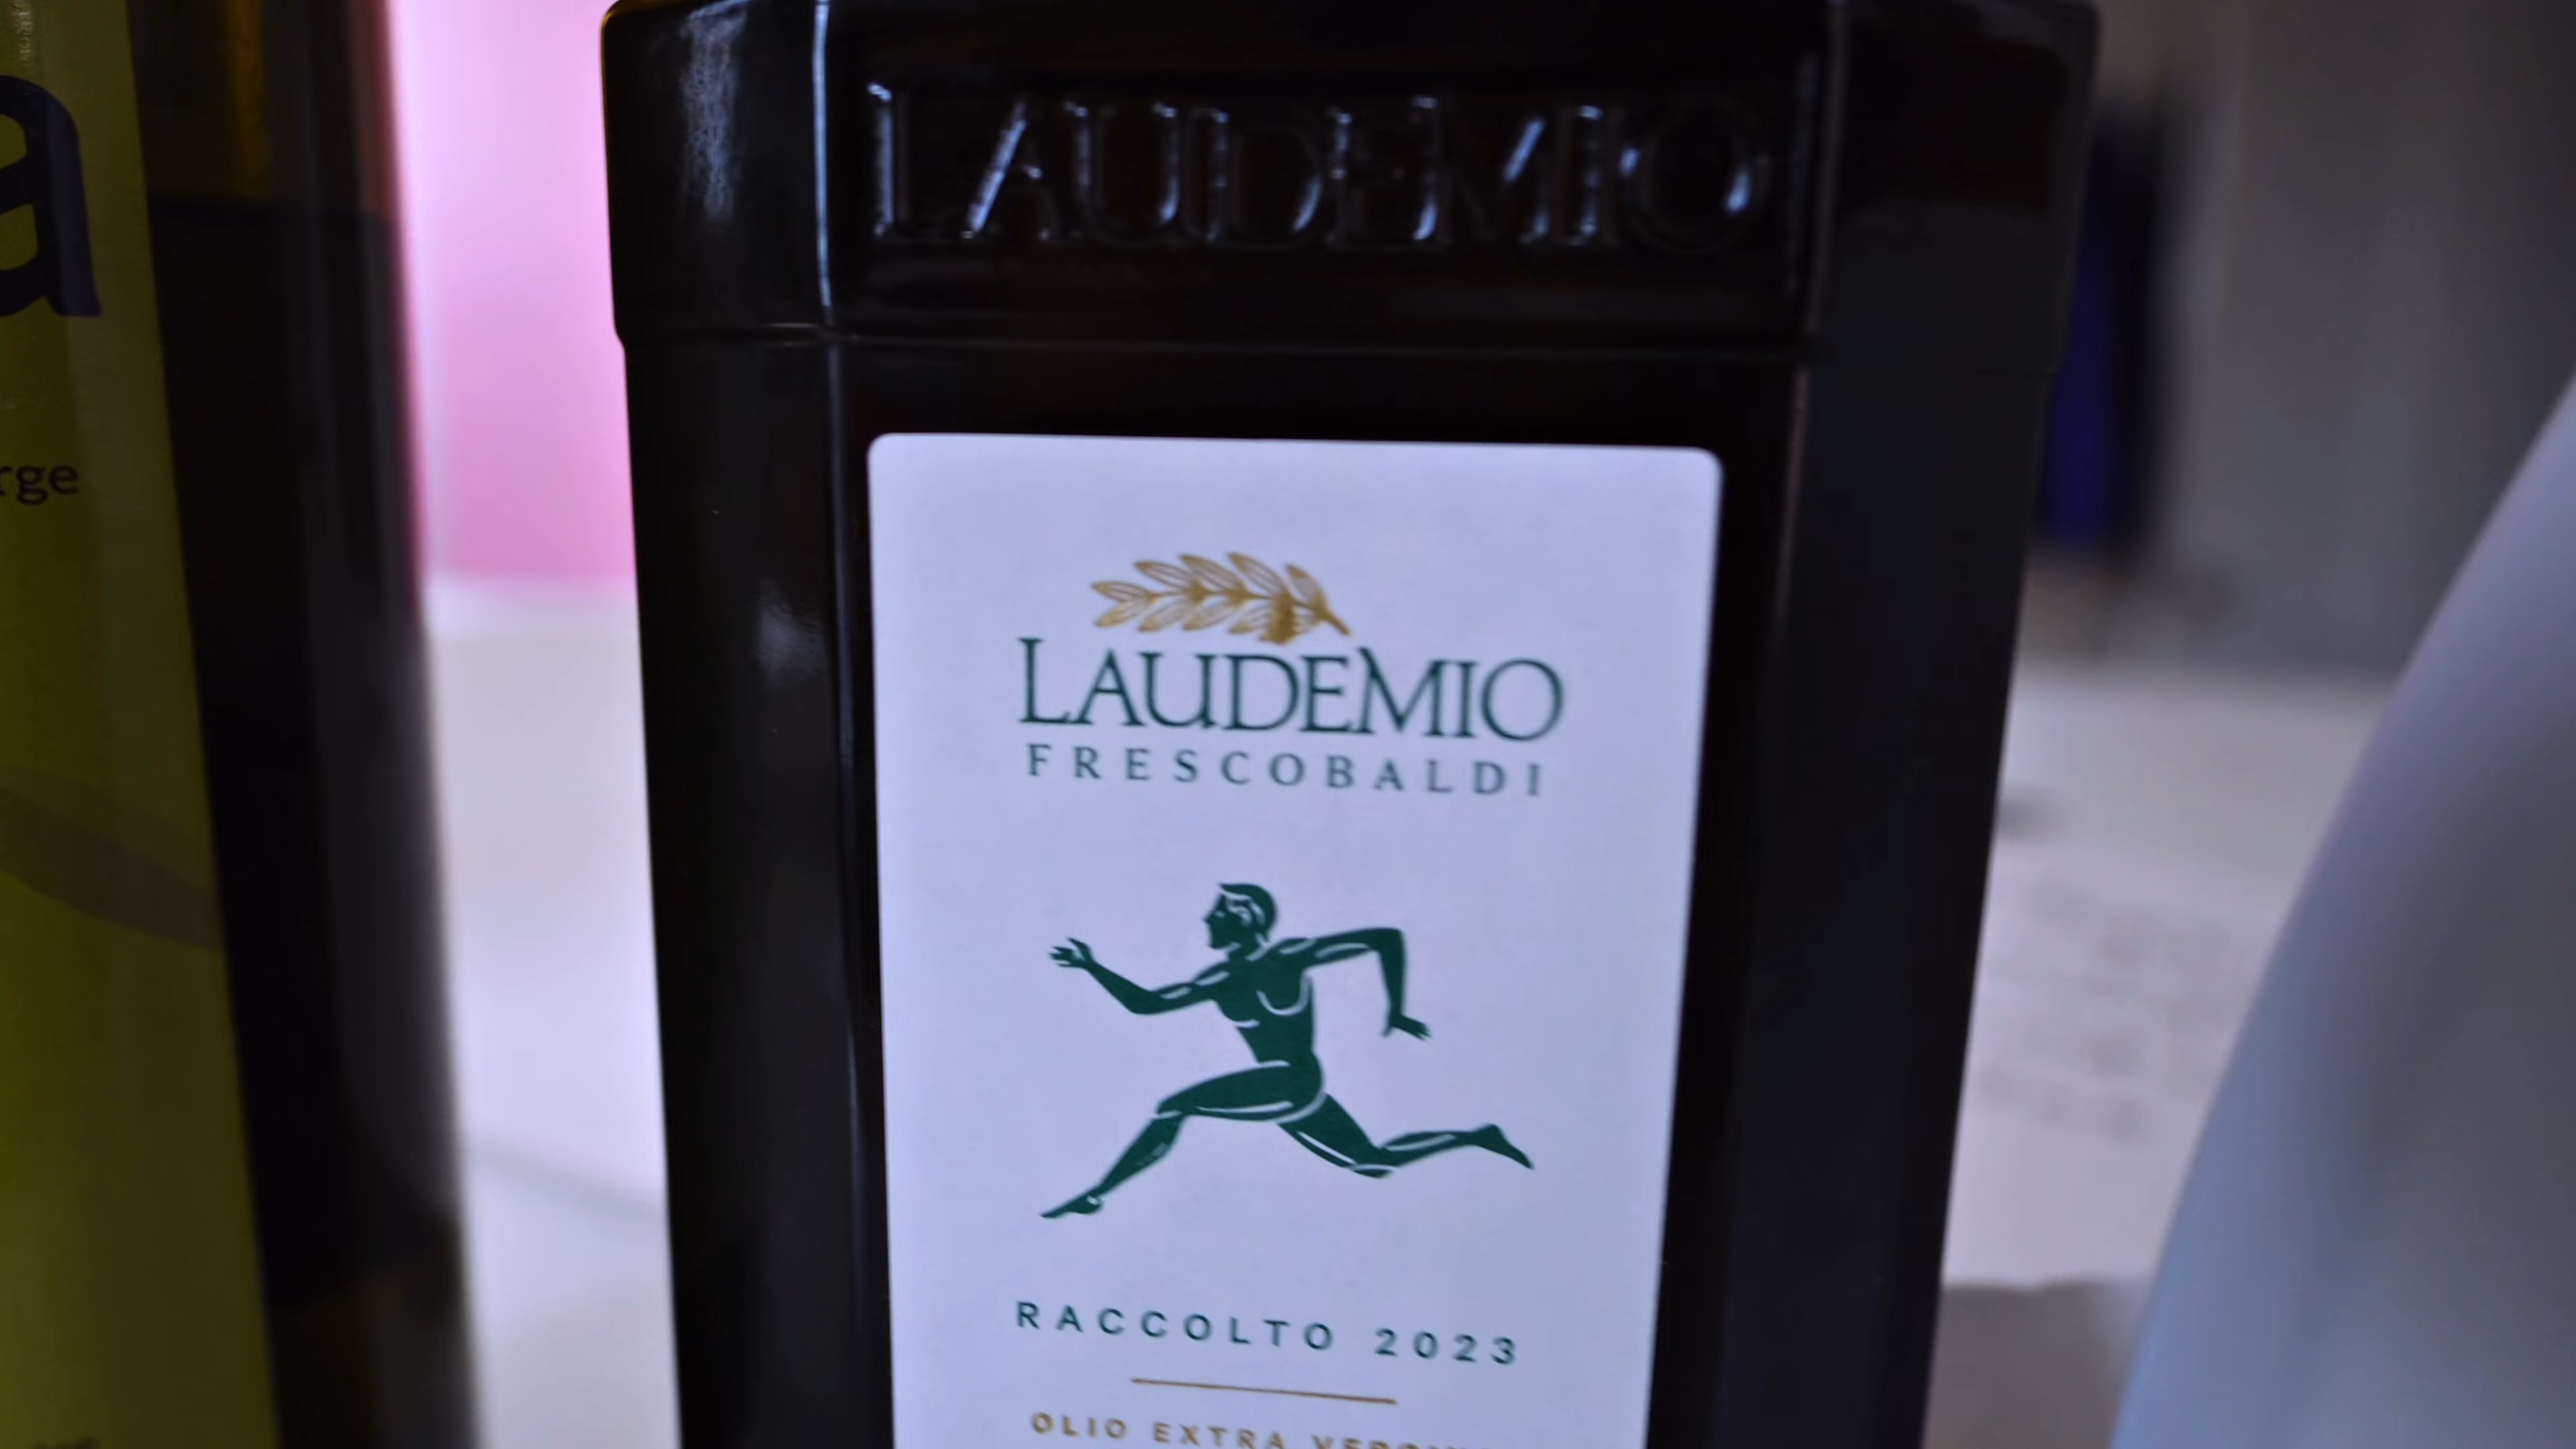 LAUDEMIO
LAUDEMIO
FRESCOBALDI
RACCOLTO 2023
OLIO EXTRA
a
rge